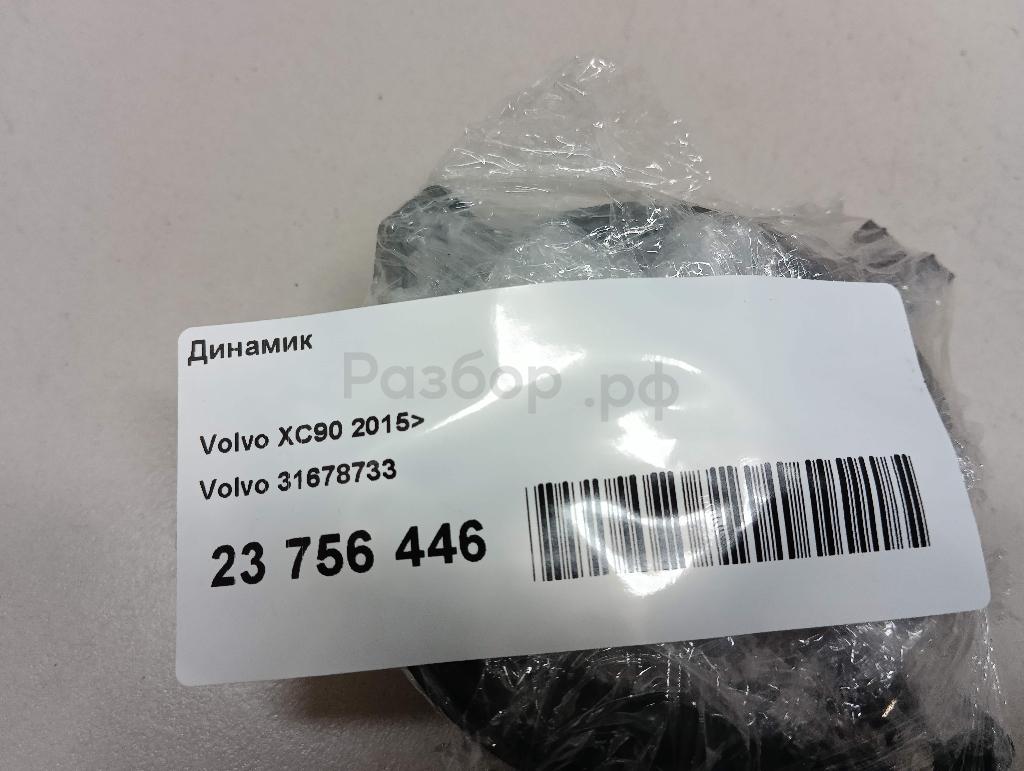 Динамик
Разбор.рф
Volvo XC90 2015>
Volvo 31678733
23 756 446